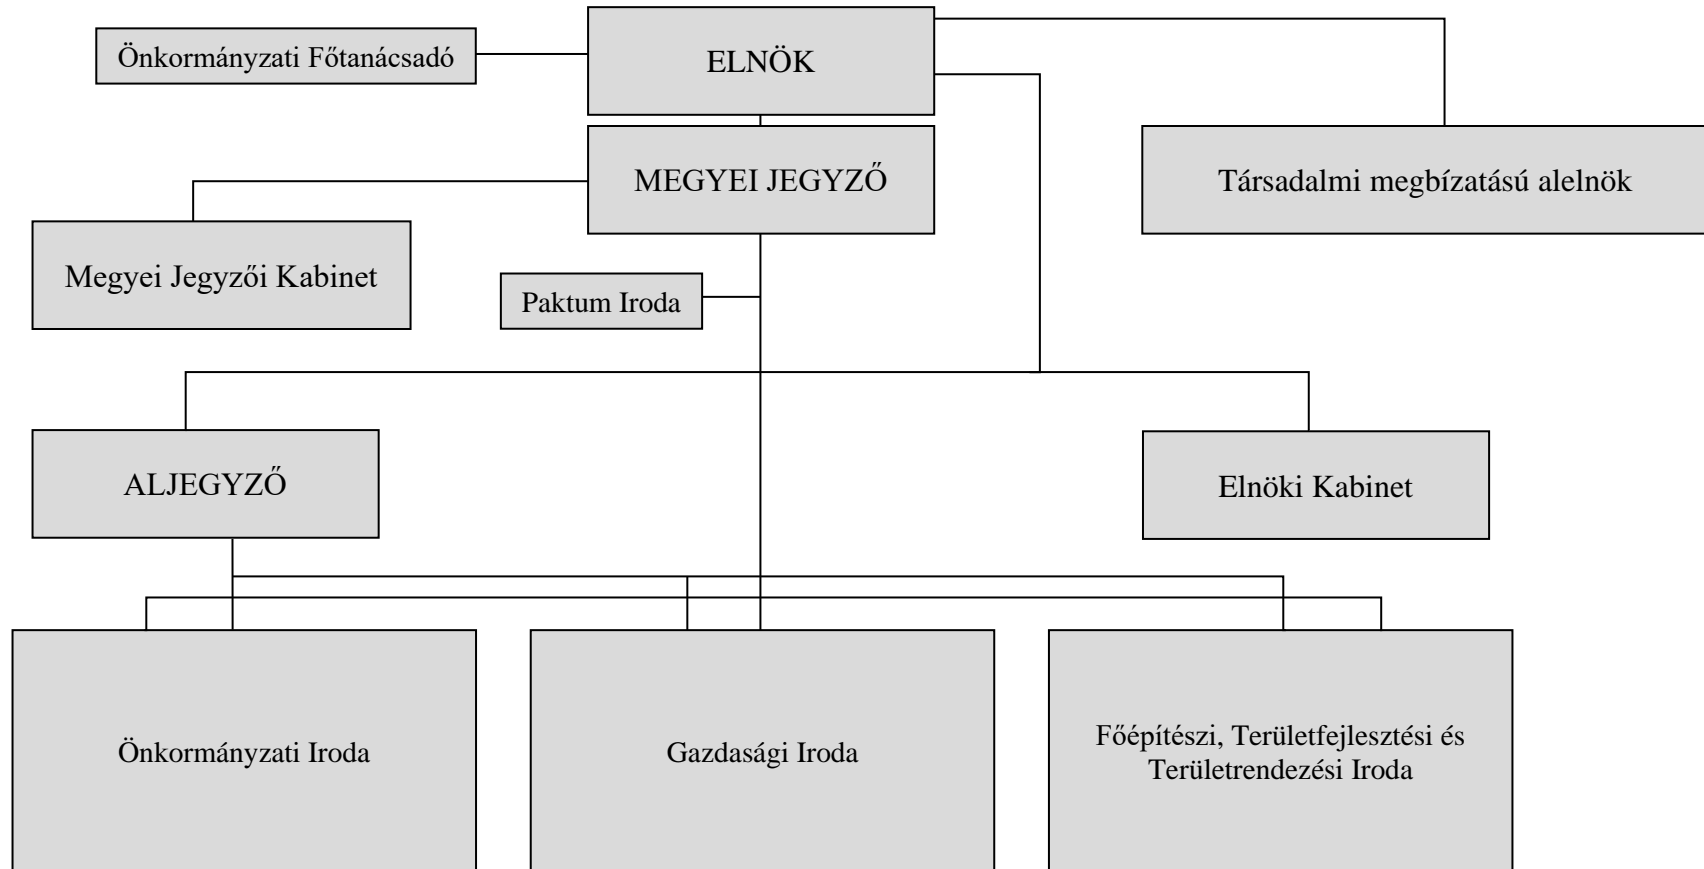 Önkormányzati Főtanácsadó
ELNÖK
MEGYEI JEGYZŐ
Társadalmi megbízatású alelnök
Megyei Jegyzői Kabinet
Paktum Iroda
ALJEGYZŐ
Elnöki Kabinet
Önkormányzati Iroda
Gazdasági Iroda
Főépítészi, Területfejlesztési és
Területrendezési Iroda